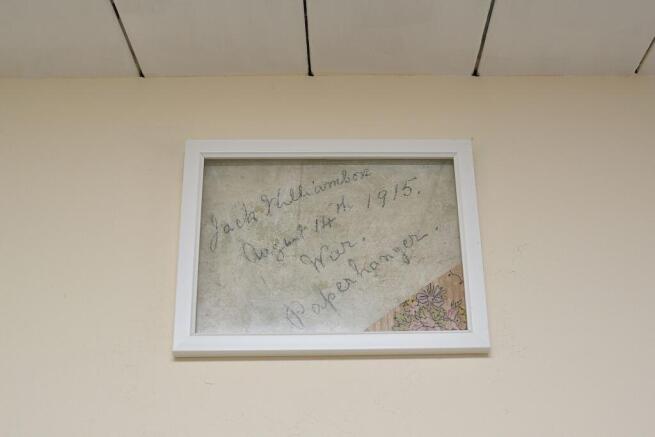 Jack Williamson
August 14th 1915.
War.
Paperhanger.